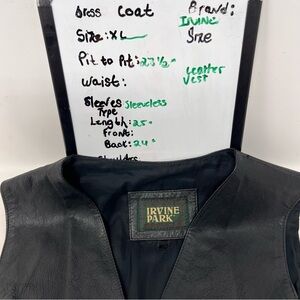 Dress Coat
Brand:
IRVINE
Size: XL
Size
Pit to Pit: 23½"
Leather
Vest
Waist:
Sleeves Sleeveless
Type
Length: 25"
Front:
Back: 24"
IRVINE
PARK